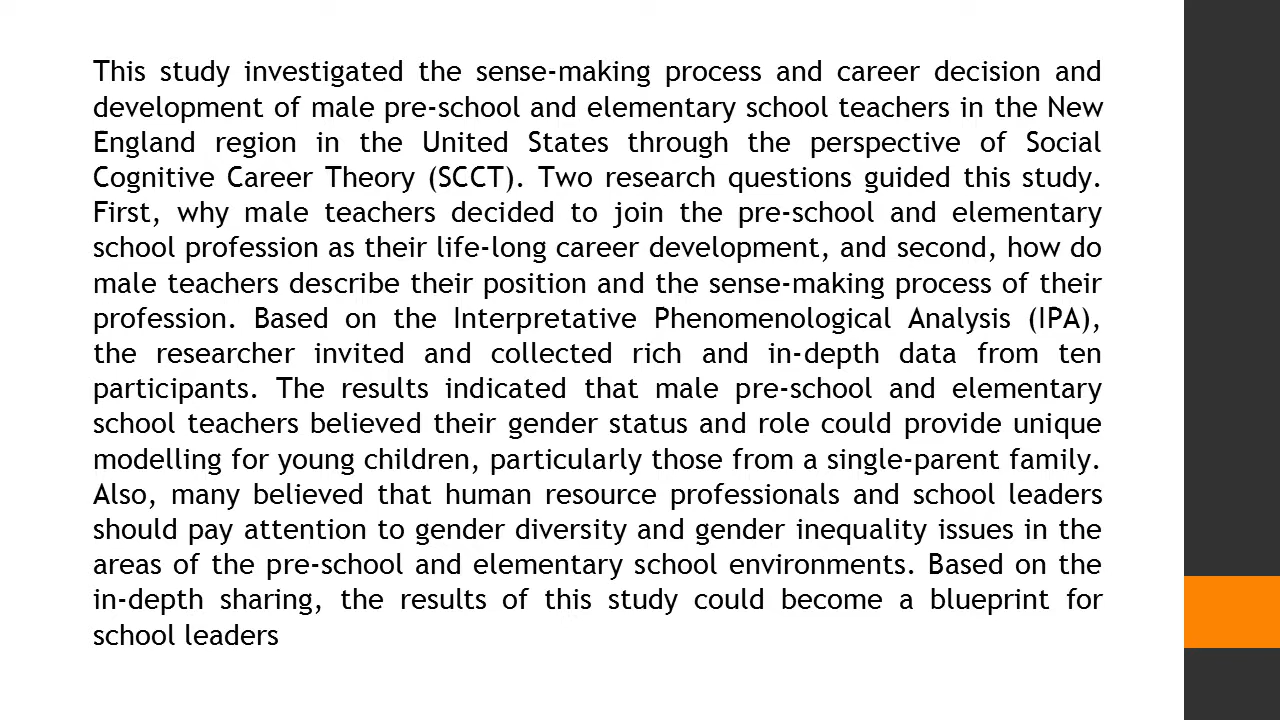 This study investigated the sense-making process and career decision and
development of male pre-school and elementary school teachers in the New
England region in the United States through the perspective of Social
Cognitive Career Theory (SCCT). Two research questions guided this study.
First, why male teachers decided to join the pre-school and elementary
school profession as their life-long career development, and second, how do
male teachers describe their position and the sense-making process of their
profession. Based on the Interpretative Phenomenological Analysis (IPA),
the researcher invited and collected rich and in-depth data from ten
participants. The results indicated that male pre-school and elementary
school teachers believed their gender status and role could provide unique
modelling for young children, particularly those from a single-parent family.
Also, many believed that human resource professionals and school leaders
should pay attention to gender diversity and gender inequality issues in the
areas of the pre-school and elementary school environments. Based on the
in-depth sharing, the results of this study could become a blueprint for
school leaders